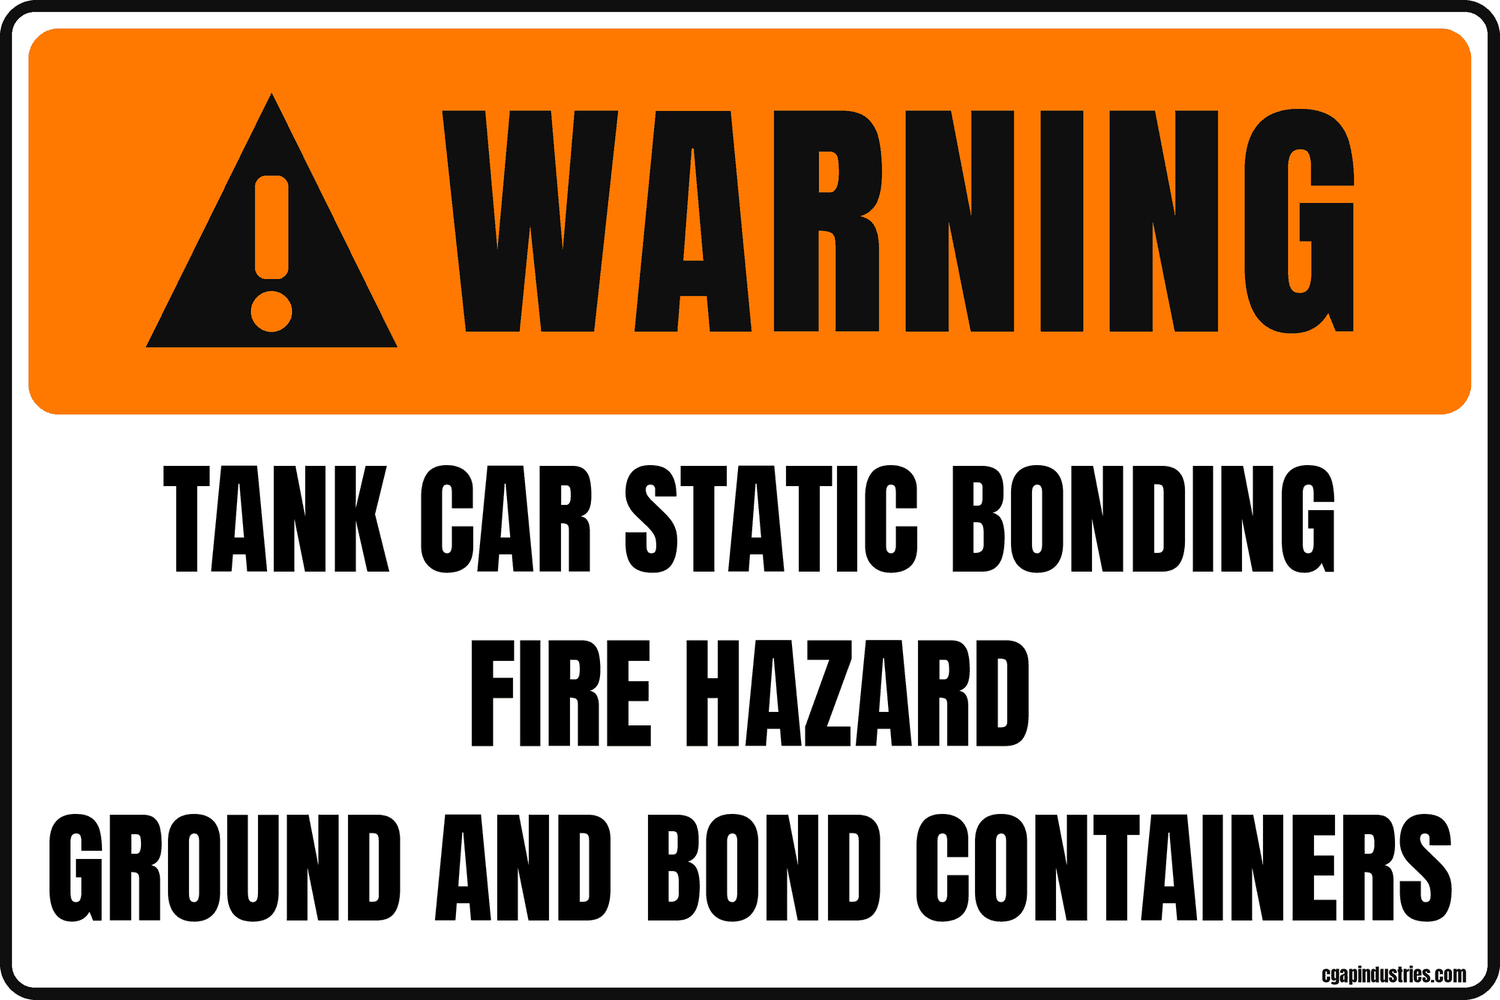 WARNING
TANK CAR STATIC BONDING
FIRE HAZARD
GROUND AND BOND CONTAINERS
cgapindustries.com